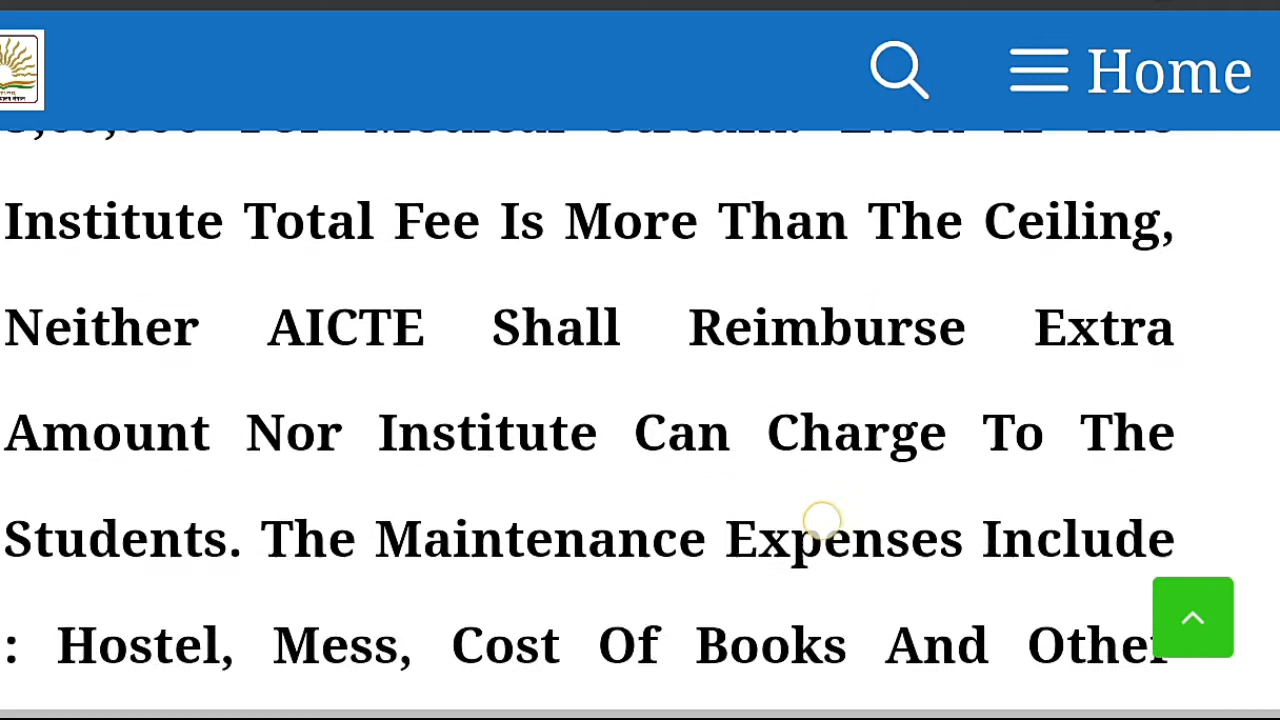 Home
Institute Total Fee Is More Than The Ceiling,
Neither AICTE Shall Reimburse Extra
Amount Nor Institute Can Charge To The
Students. The Maintenance Expenses Include
: Hostel, Mess, Cost Of Books And Other